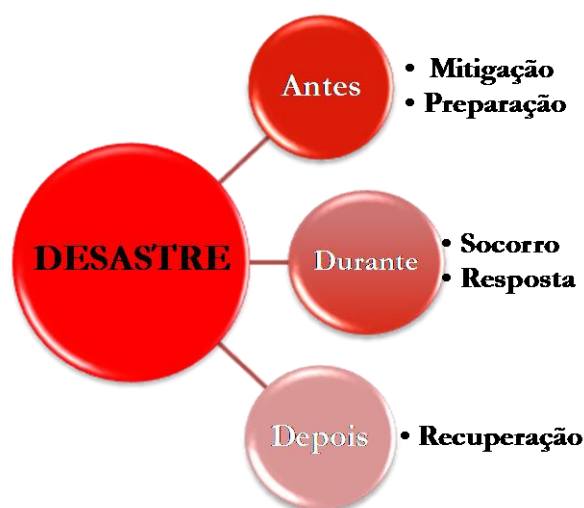 DESASTRE
Antes
• Mitigação
• Preparação
Durante
• Socorro
• Resposta
Depois
• Recuperação